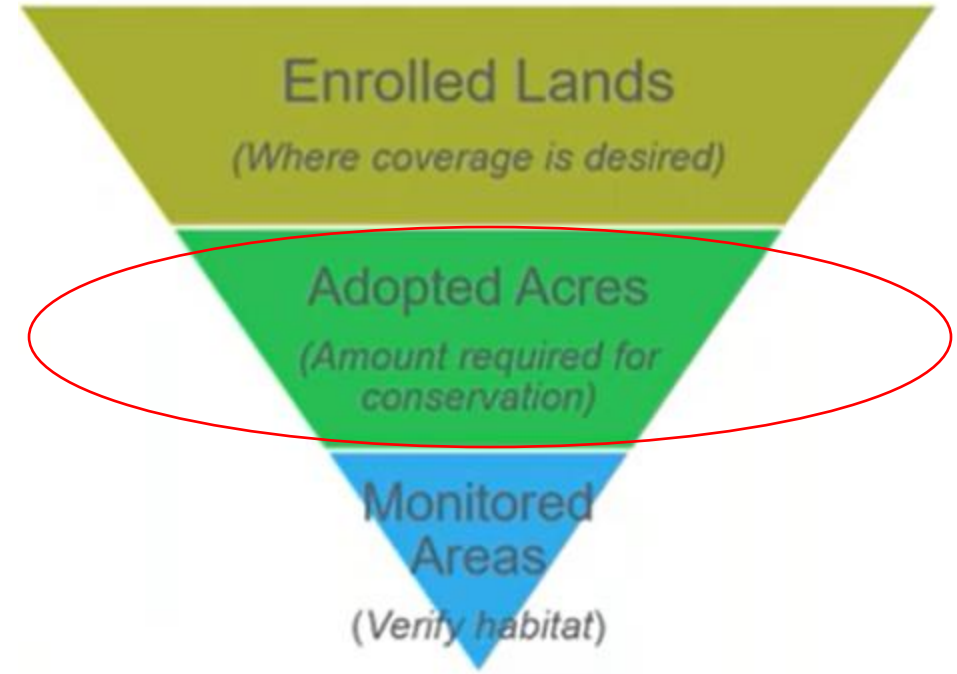 Enrolled Lands
(Where coverage is desired)
Adopted Acres
(Amount required for
conservation)
Monitored
Areas
(Verify habitat)